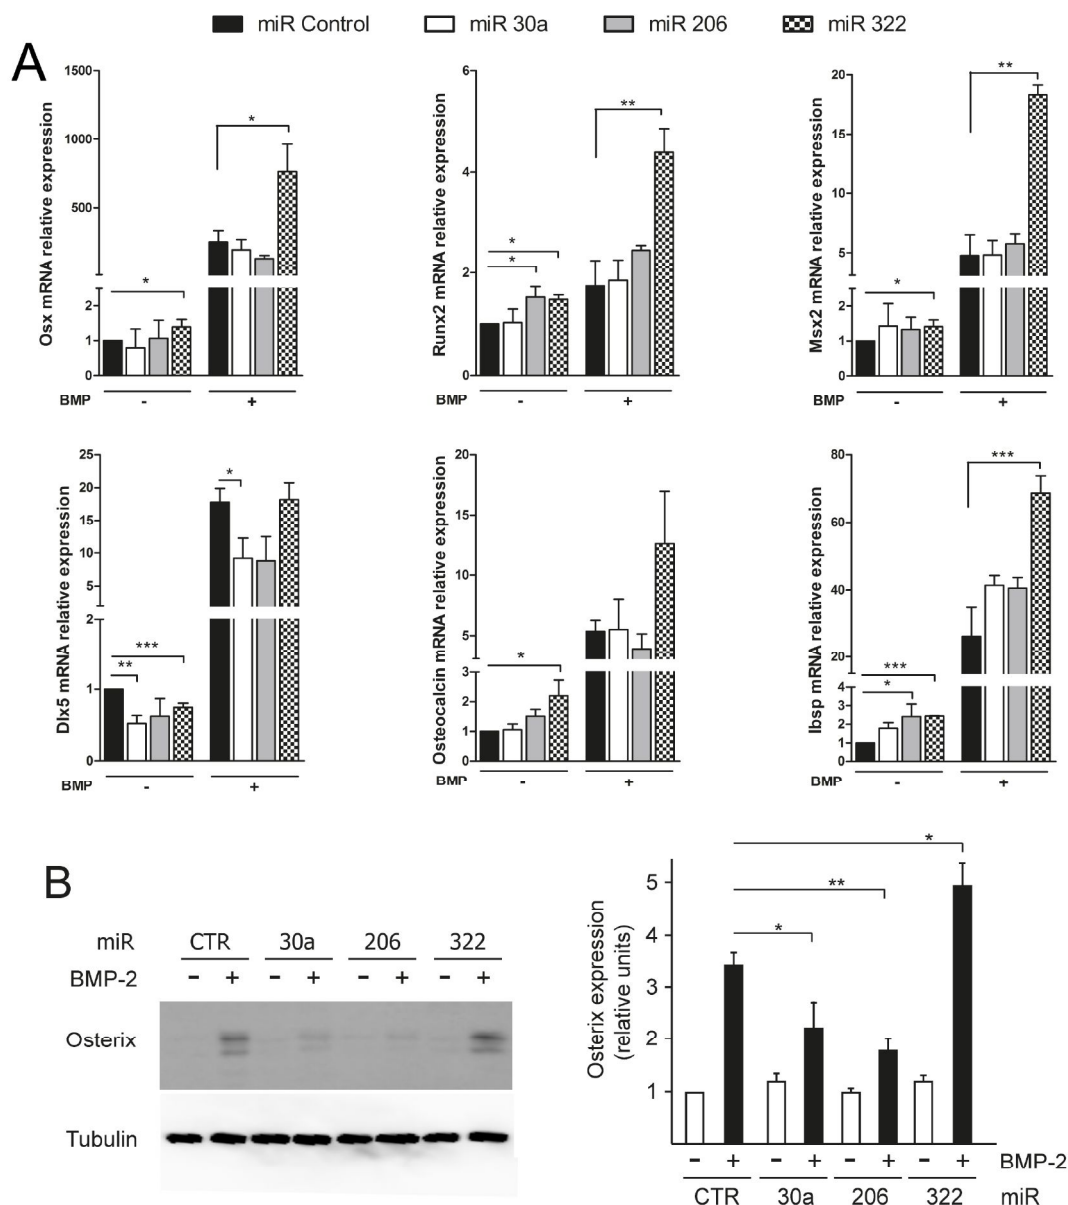 miR Control miR 30a miR 206 miR 322
A
Osx mRNA relative expression
1500
1000
500
2
1
0
*
*
BMP - +
Runx2 mRNA relative expression
6
4
2
0
*
*
**
BMP - +
Msx2 mRNA relative expression
20
15
10
5
2
1
0
*
**
BMP - +
Dlx5 mRNA relative expression
25
20
15
10
5
2
1
0
**
***
*
BMP - +
Osteocalcin mRNA relative expression
20
15
10
5
3
2
1
0
*
BMP - +
Ibsp mRNA relative expression
80
60
40
20
4
3
2
1
0
*
***
***
BMP - +
B
miR CTR 30a 206 322
BMP-2 - + - + - + - +
Osterix
Tubulin
Osterix expression
(relative units)
5
4
3
2
1
*
**
*
- + - + - + - + BMP-2
CTR 30a 206 322 miR